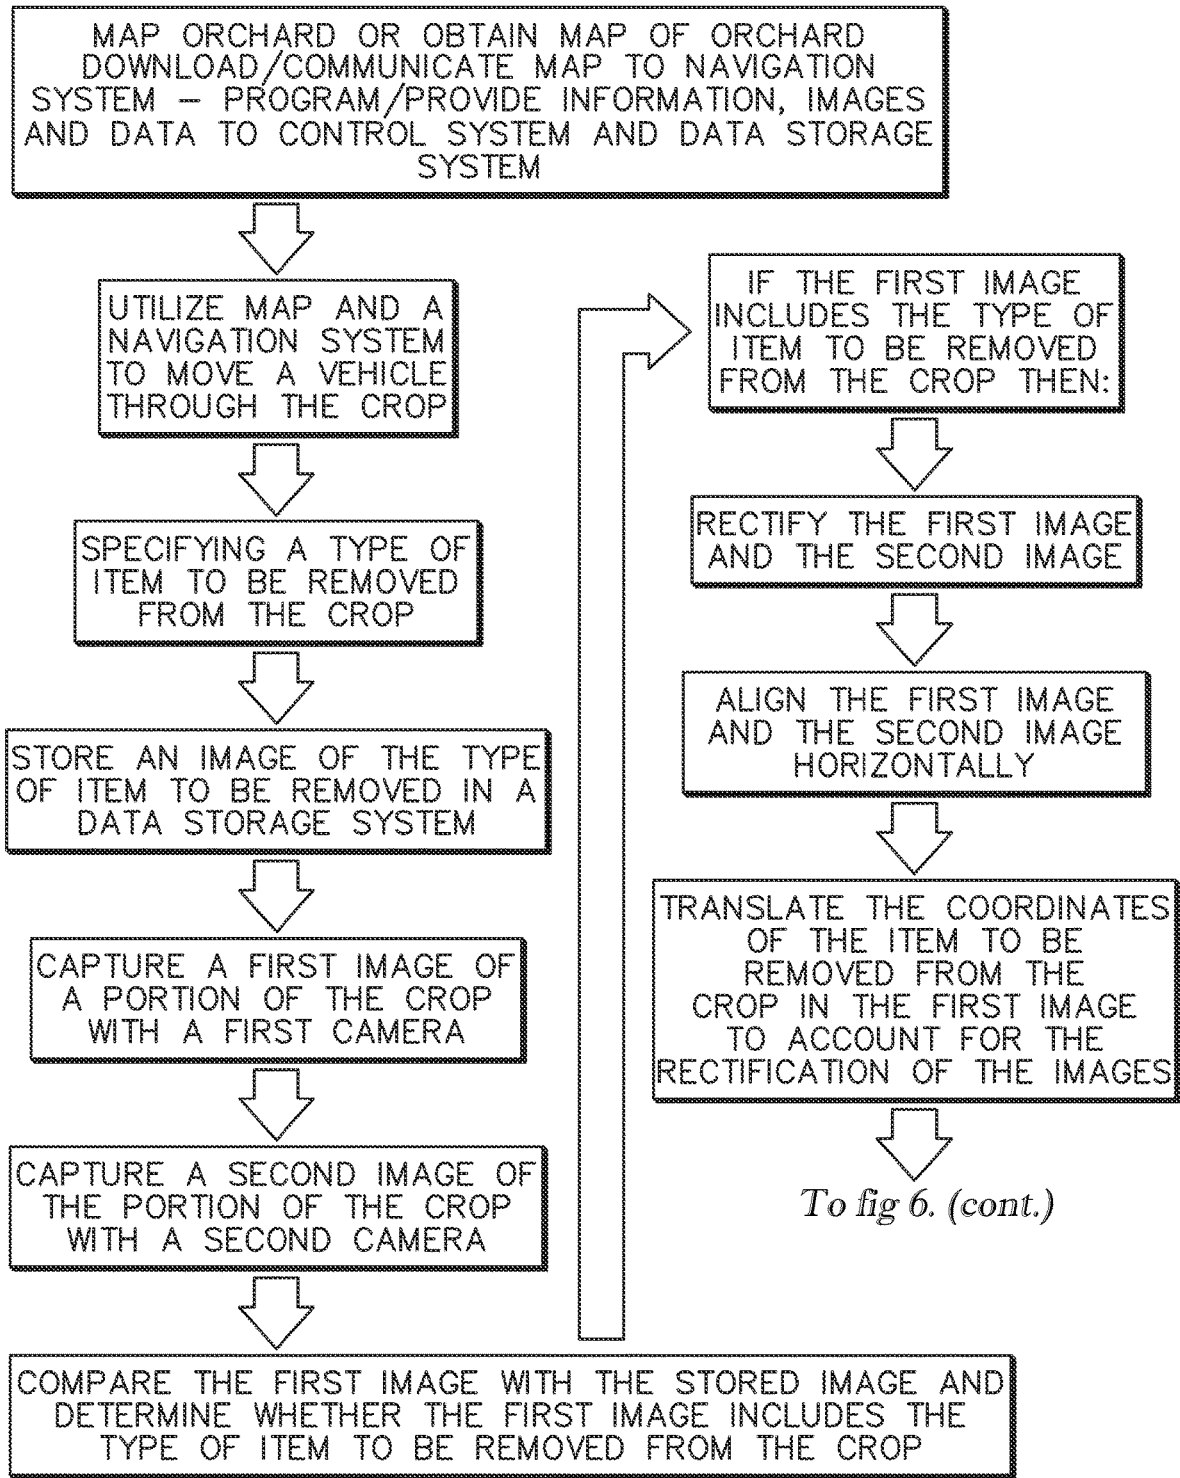 MAP ORCHARD OR OBTAIN MAP OF ORCHARD
DOWNLOAD/COMMUNICATE MAP TO NAVIGATION
SYSTEM – PROGRAM/PROVIDE INFORMATION, IMAGES
AND DATA TO CONTROL SYSTEM AND DATA STORAGE
SYSTEM
UTILIZE MAP AND A
NAVIGATION SYSTEM
TO MOVE A VEHICLE
THROUGH THE CROP
SPECIFYING A TYPE OF
ITEM TO BE REMOVED
FROM THE CROP
STORE AN IMAGE OF THE TYPE
OF ITEM TO BE REMOVED IN A
DATA STORAGE SYSTEM
CAPTURE A FIRST IMAGE OF
A PORTION OF THE CROP
WITH A FIRST CAMERA
CAPTURE A SECOND IMAGE OF
THE PORTION OF THE CROP
WITH A SECOND CAMERA
COMPARE THE FIRST IMAGE WITH THE STORED IMAGE AND
DETERMINE WHETHER THE FIRST IMAGE INCLUDES THE
TYPE OF ITEM TO BE REMOVED FROM THE CROP
IF THE FIRST IMAGE
INCLUDES THE TYPE OF
ITEM TO BE REMOVED
FROM THE CROP THEN:
RECTIFY THE FIRST IMAGE
AND THE SECOND IMAGE
ALIGN THE FIRST IMAGE
AND THE SECOND IMAGE
HORIZONTALLY
TRANSLATE THE COORDINATES
OF THE ITEM TO BE
REMOVED FROM THE
CROP IN THE FIRST IMAGE
TO ACCOUNT FOR THE
RECTIFICATION OF THE IMAGES
To fig 6. (cont.)